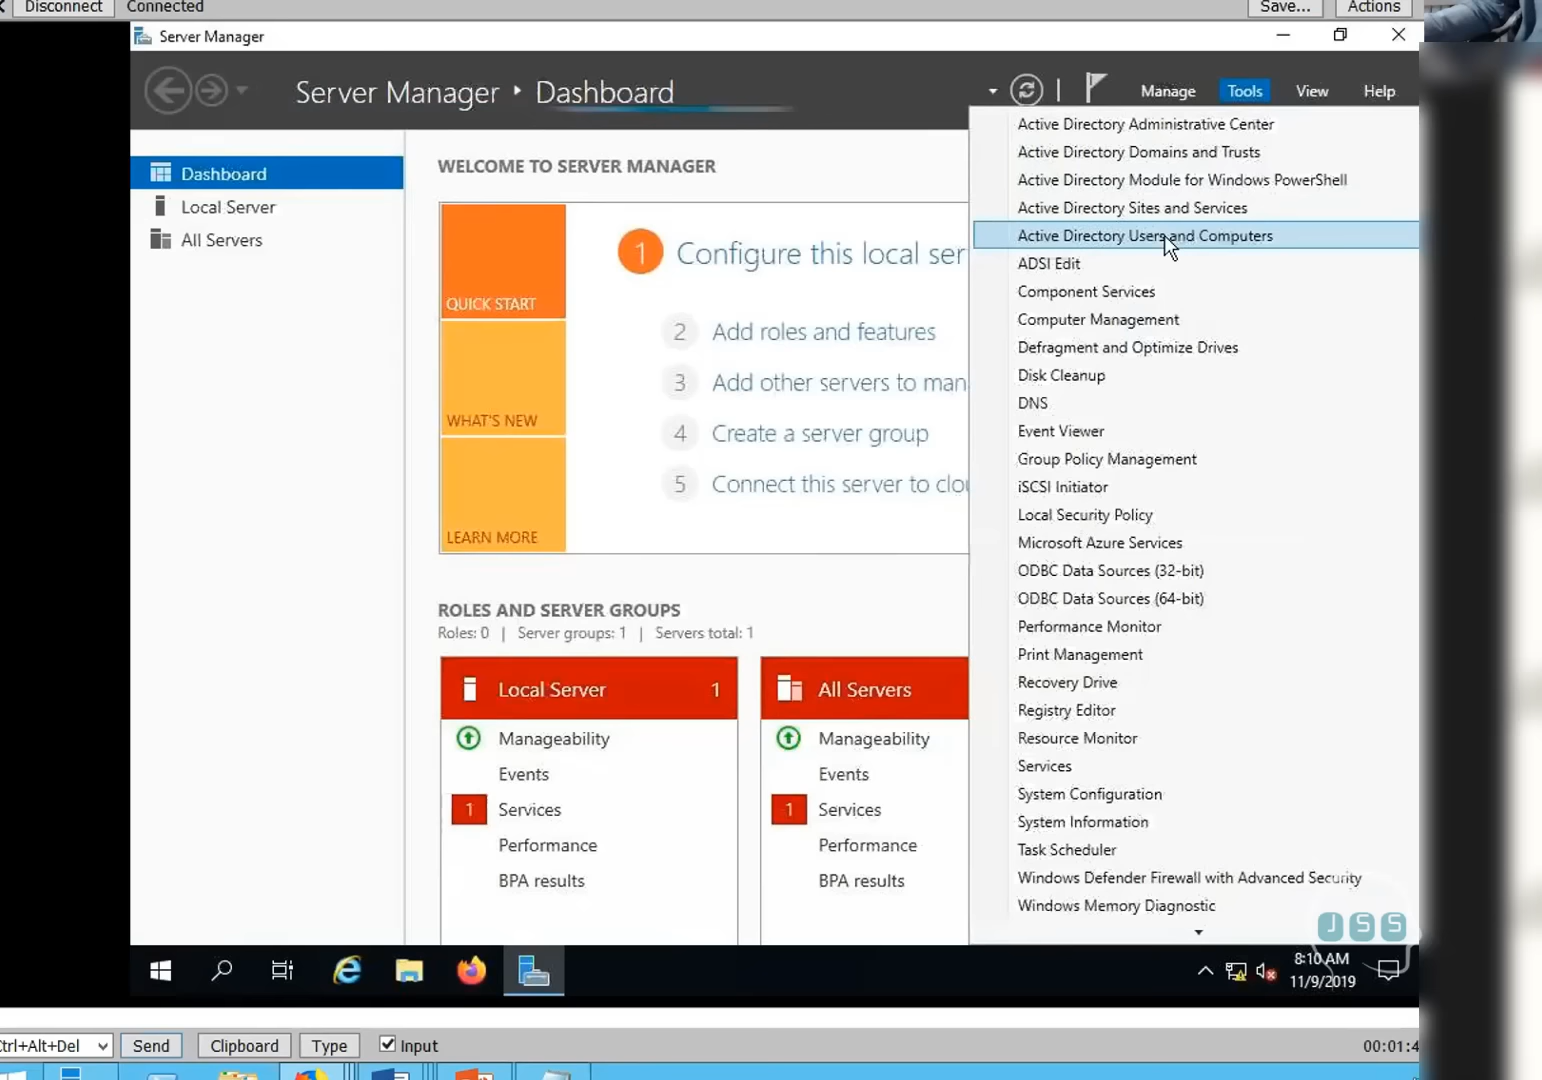 Disconnect
Connected
Save...
Actions
Server Manager
Server Manager
Dashboard
Manage
Tools
View
Help
Dashboard
Local Server
All Servers
WELCOME TO SERVER MANAGER
QUICK START
WHAT'S NEW
LEARN MORE
1 Configure this local ser
2 Add roles and features
3 Add other servers to man
4 Create a server group
5 Connect this server to clou
ROLES AND SERVER GROUPS
Roles: 0 | Server groups: 1 | Servers total: 1
Local Server 1
Manageability
Events
1 Services
Performance
BPA results
All Servers
Manageability
Events
1 Services
Performance
BPA results
Active Directory Administrative Center
Active Directory Domains and Trusts
Active Directory Module for Windows PowerShell
Active Directory Sites and Services
Active Directory Users and Computers
ADSI Edit
Component Services
Computer Management
Defragment and Optimize Drives
Disk Cleanup
DNS
Event Viewer
Group Policy Management
iSCSI Initiator
Local Security Policy
Microsoft Azure Services
ODBC Data Sources (32-bit)
ODBC Data Sources (64-bit)
Performance Monitor
Print Management
Recovery Drive
Registry Editor
Resource Monitor
Services
System Configuration
System Information
Task Scheduler
Windows Defender Firewall with Advanced Security
Windows Memory Diagnostic
JSS
8:10 AM
11/9/2019
Ctrl+Alt+Del
Send
Clipboard
Type
Input
00:01:4